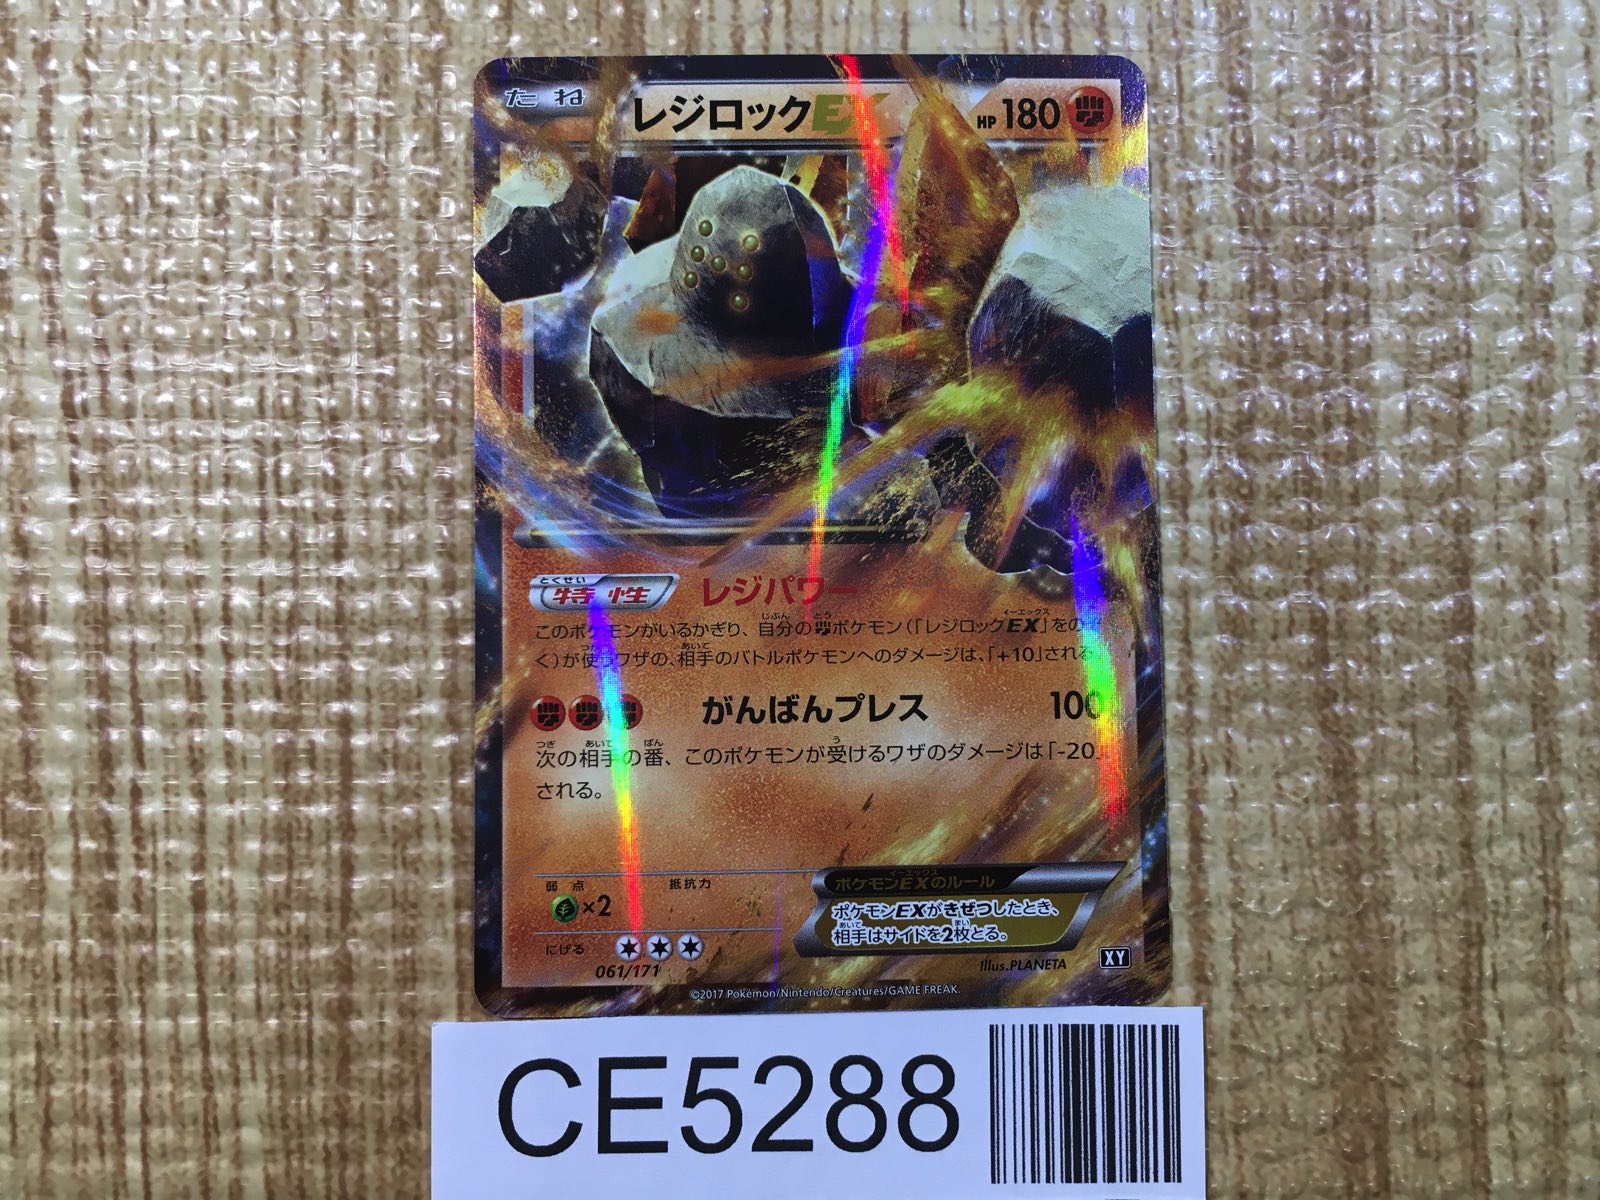 たね
レジロックEX
HP 180
とくせい
特性
レジパワー
このポケモンがいるかぎり、自分の闘ポケモン(「レジロックEX」をのぞ
く)が使うワザの、相手のバトルポケモンへのダメージは、「+10」される。
がんばんプレス 100
次の相手の番、このポケモンが受けるワザのダメージは「-20」
される。
弱点 抵抗力
×2
にげる
061/171
ポケモンEXのルール
ポケモンEXがきぜつしたとき、
相手はサイドを2枚とる。
Illus.PLANETA
XY
©2017 Pokémon/Nintendo/Creatures/GAME FREAK.
CE5288